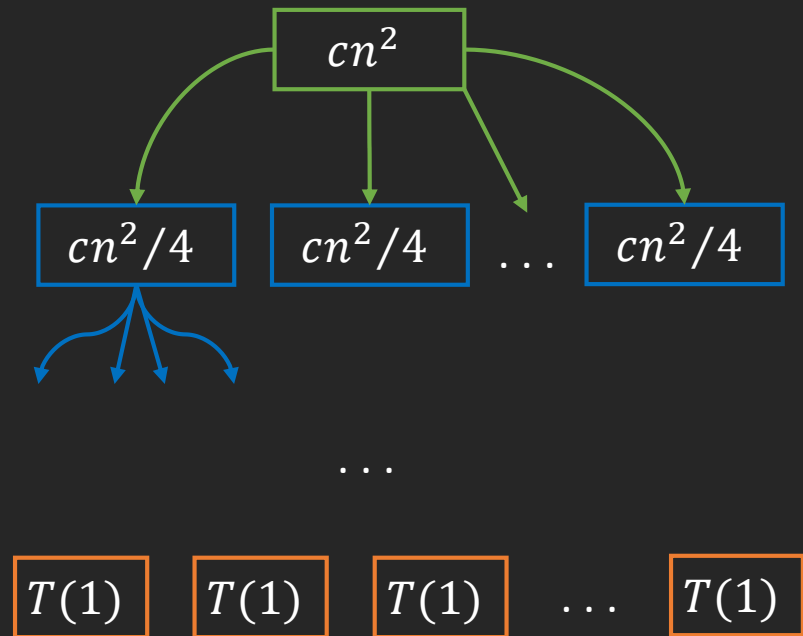 cn²
cn²/4 cn²/4 ... cn²/4
...
T(1) T(1) T(1) ... T(1)